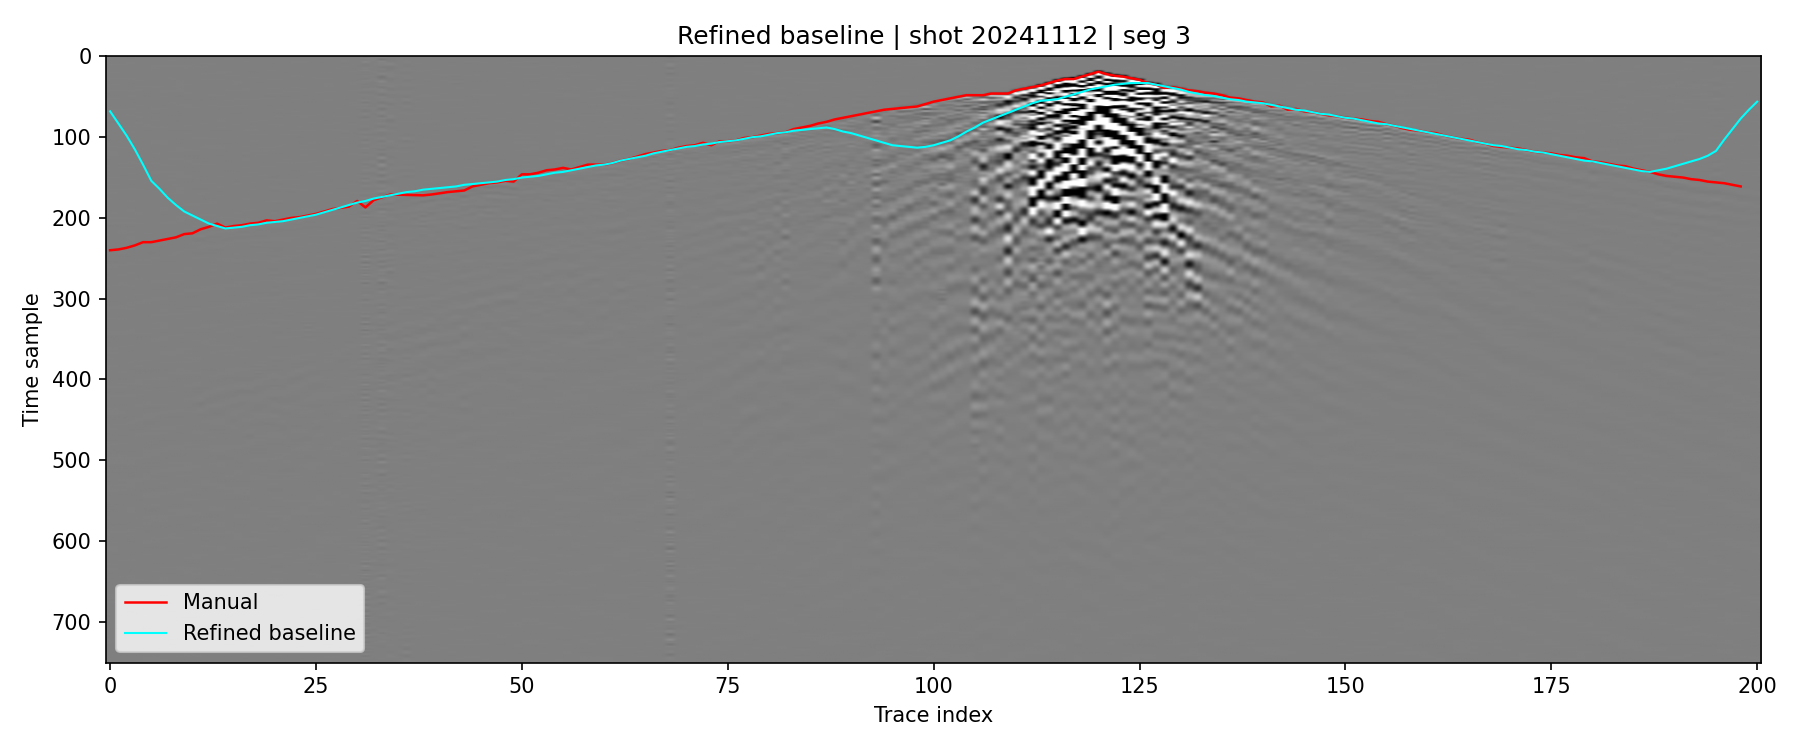 Refined baseline | shot 20241112 | seg 3
0
100
200
300
400
500
600
700
Time sample
Manual
Refined baseline
0 25 50 75 100 125 150 175 200
Trace index